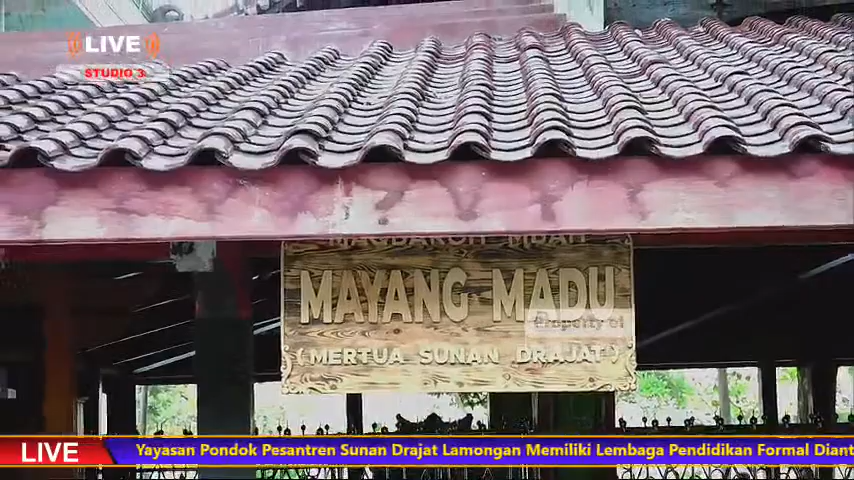 LIVE
STUDIO 3
MAYANG MADU
Property of
( MERTUA SUNAN DRAJAT )
LIVE
Yayasan Pondok Pesantren Sunan Drajat Lamongan Memiliki Lembaga Pendidikan Formal Diant